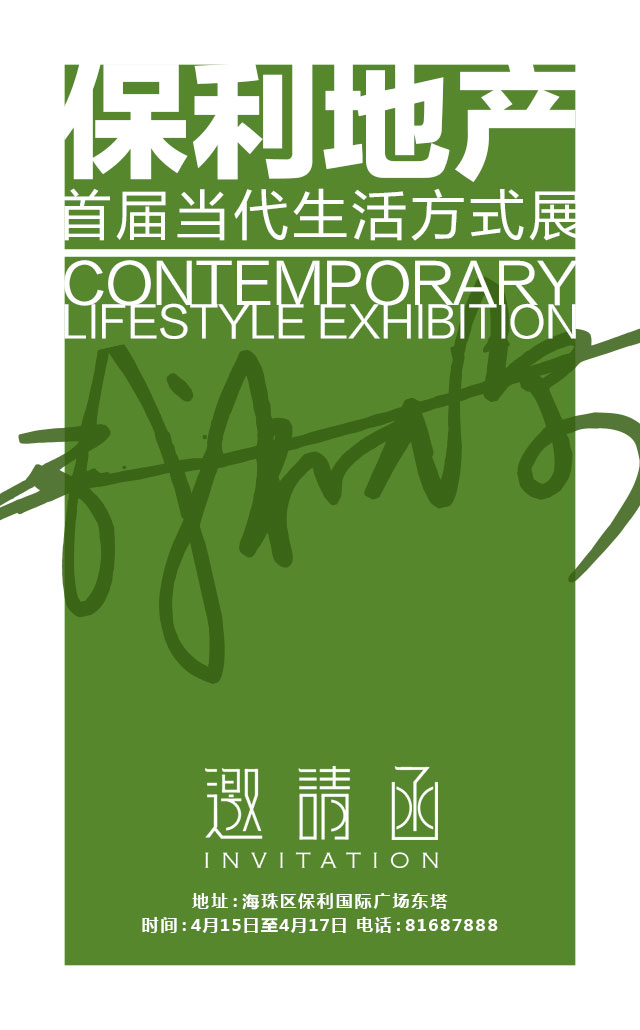 保利地产
首届当代生活方式展
CONTEMPORARY
LIFESTYLE EXHIBITION
邀請函
INVITATION
地址:海珠区保利国际广场东塔
时间:4月15日至4月17日 电话:81687888